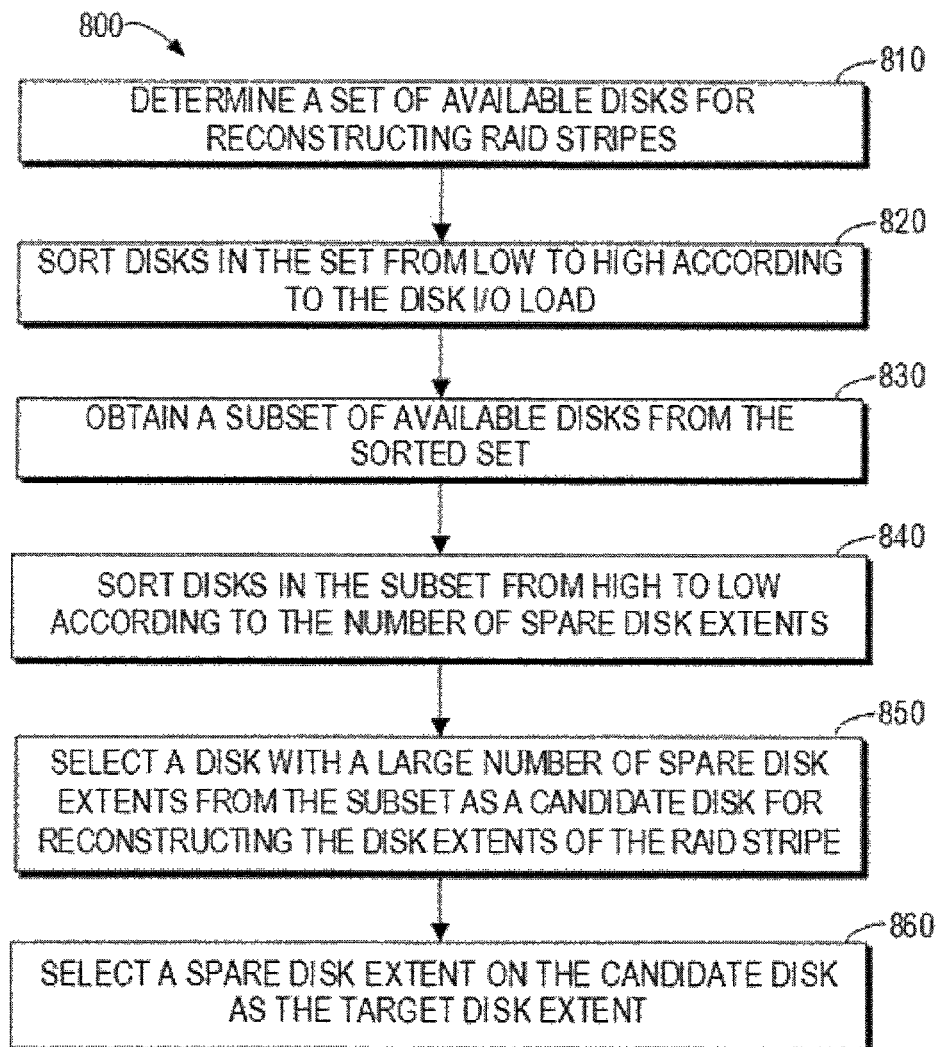 800
810
DETERMINE A SET OF AVAILABLE DISKS FOR
RECONSTRUCTING RAID STRIPES
820
SORT DISKS IN THE SET FROM LOW TO HIGH ACCORDING
TO THE DISK I/O LOAD
830
OBTAIN A SUBSET OF AVAILABLE DISKS FROM THE
SORTED SET
840
SORT DISKS IN THE SUBSET FROM HIGH TO LOW
ACCORDING TO THE NUMBER OF SPARE DISK EXTENTS
850
SELECT A DISK WITH A LARGE NUMBER OF SPARE DISK
EXTENTS FROM THE SUBSET AS A CANDIDATE DISK FOR
RECONSTRUCTING THE DISK EXTENTS OF THE RAID STRIPE
860
SELECT A SPARE DISK EXTENT ON THE CANDIDATE DISK
AS THE TARGET DISK EXTENT